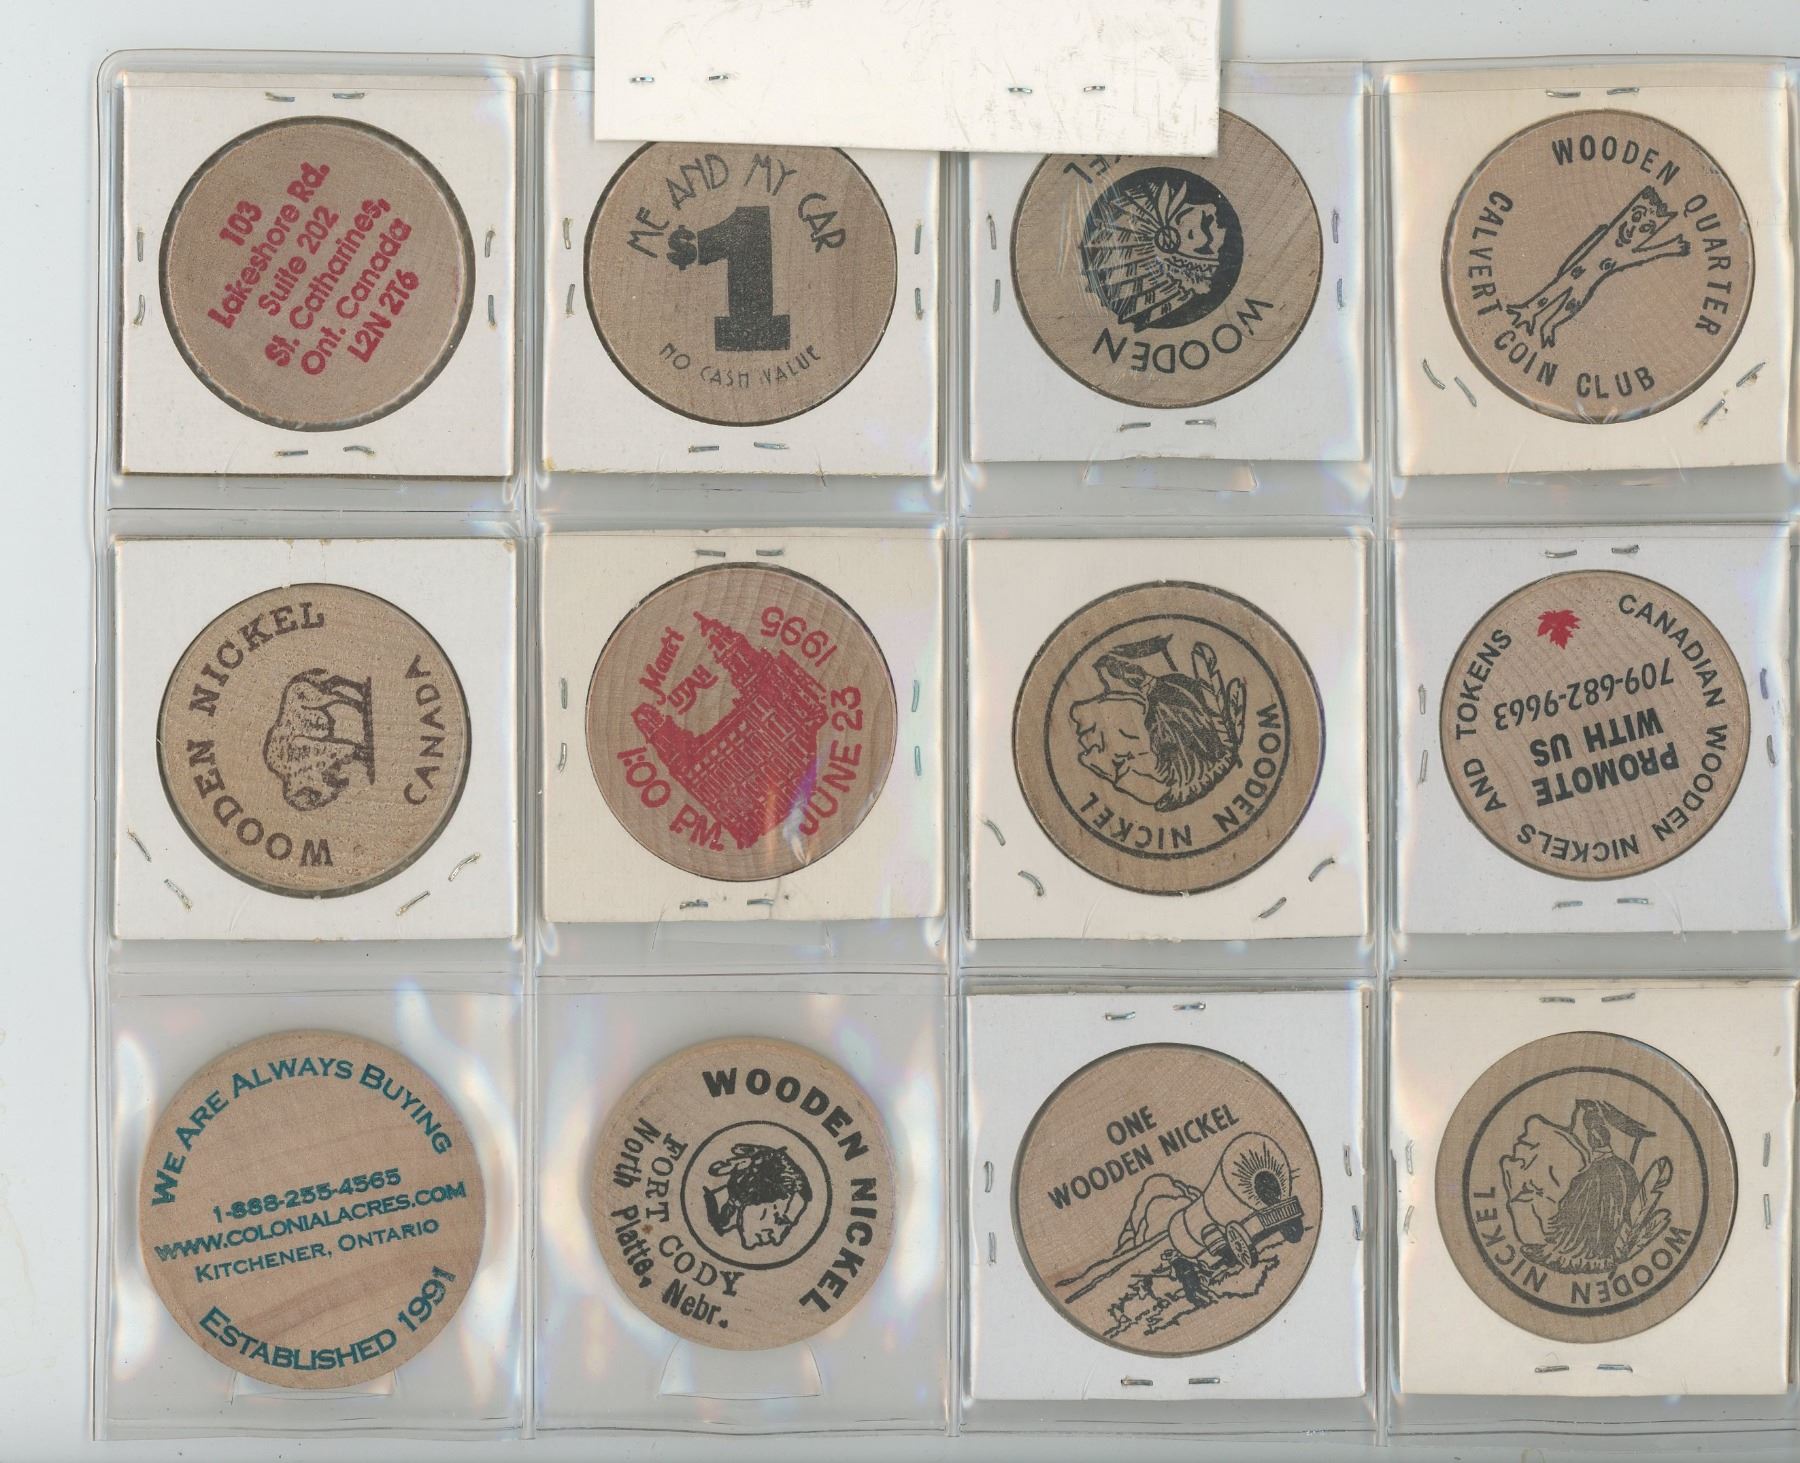 103
Lakeshore Rd.
Suite 202
St. Catharines,
Ont. Canada
L2N 2T6
ME AND MY CAR
$1
NO CASH VALUE
WOODEN
WOODEN QUARTER
CALVERT COIN CLUB
WOODEN NICKEL
CANADA
1995
Manti
JUNE 23
1:00 P.M.
WOODEN NICKEL
CANADIAN WOODEN NICKELS AND TOKENS
PROMOTE
WITH US
709-682-9663
WE ARE ALWAYS BUYING
1-888-255-4565
WWW.COLONIALACRES.COM
KITCHENER, ONTARIO
ESTABLISHED 1991
WOODEN NICKEL
FORT CODY
North Platte, Nebr.
ONE
WOODEN NICKEL
WOODEN NICKEL